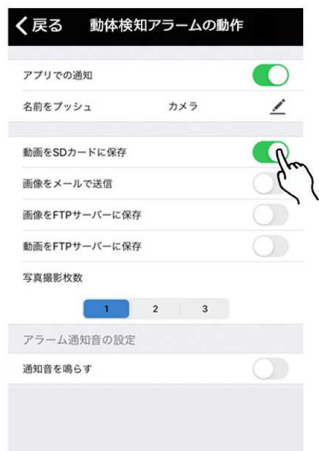 戻る 動体検知アラームの動作
アプリでの通知
名前をプッシュ カメラ
動画をSDカードに保存
画像をメールで送信
画像をFTPサーバーに保存
動画をFTPサーバーに保存
写真撮影枚数
1 2 3
アラーム通知音の設定
通知音を鳴らす